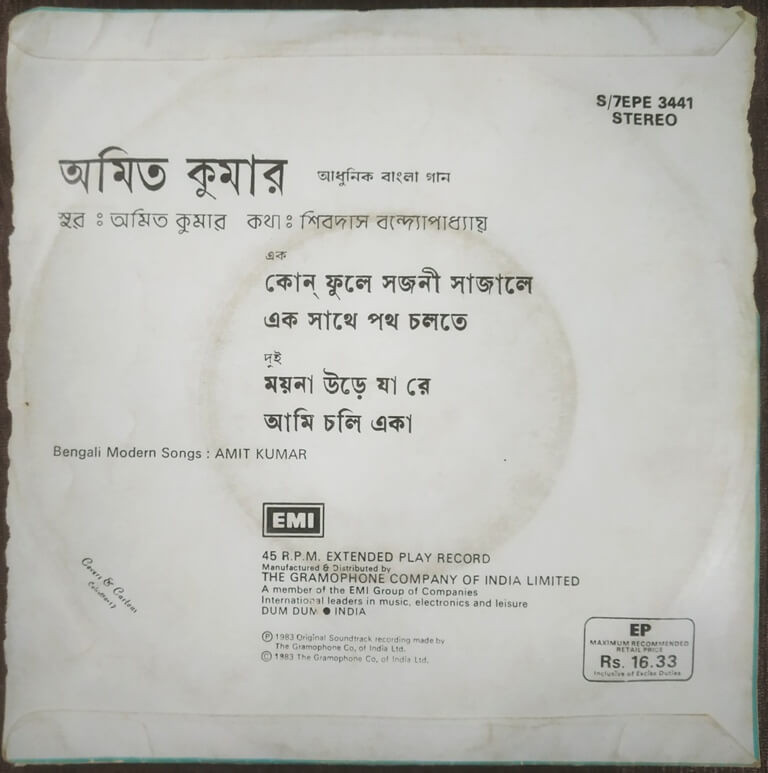 S/7EPE 3441
STEREO
অমিত কুমার আধুনিক বাংলা গান
সুর : অমিত কুমার কথা : শিবদাস বন্দ্যোপাধ্যায়
এক
কোন্ ফুলে সজনী সাজালে
এক সাথে পথ চলতে
দুই
ময়না উড়ে যা রে
আমি চলি একা
Bengali Modern Songs : AMIT KUMAR
EMI
45 R.P.M. EXTENDED PLAY RECORD
Manufactured & Distributed by
THE GRAMOPHONE COMPANY OF INDIA LIMITED
A member of the EMI Group of Companies
International leaders in music, electronics and leisure
DUM DUM ● INDIA
Ⓟ 1983 Original Soundtrack recording made by
The Gramophone Co. of India Ltd.
© 1983 The Gramophone Co. of India Ltd.
Covers & Cartons
EP
MAXIMUM RECOMMENDED
RETAIL PRICE
Rs. 16.33
Inclusive of Excise Duties